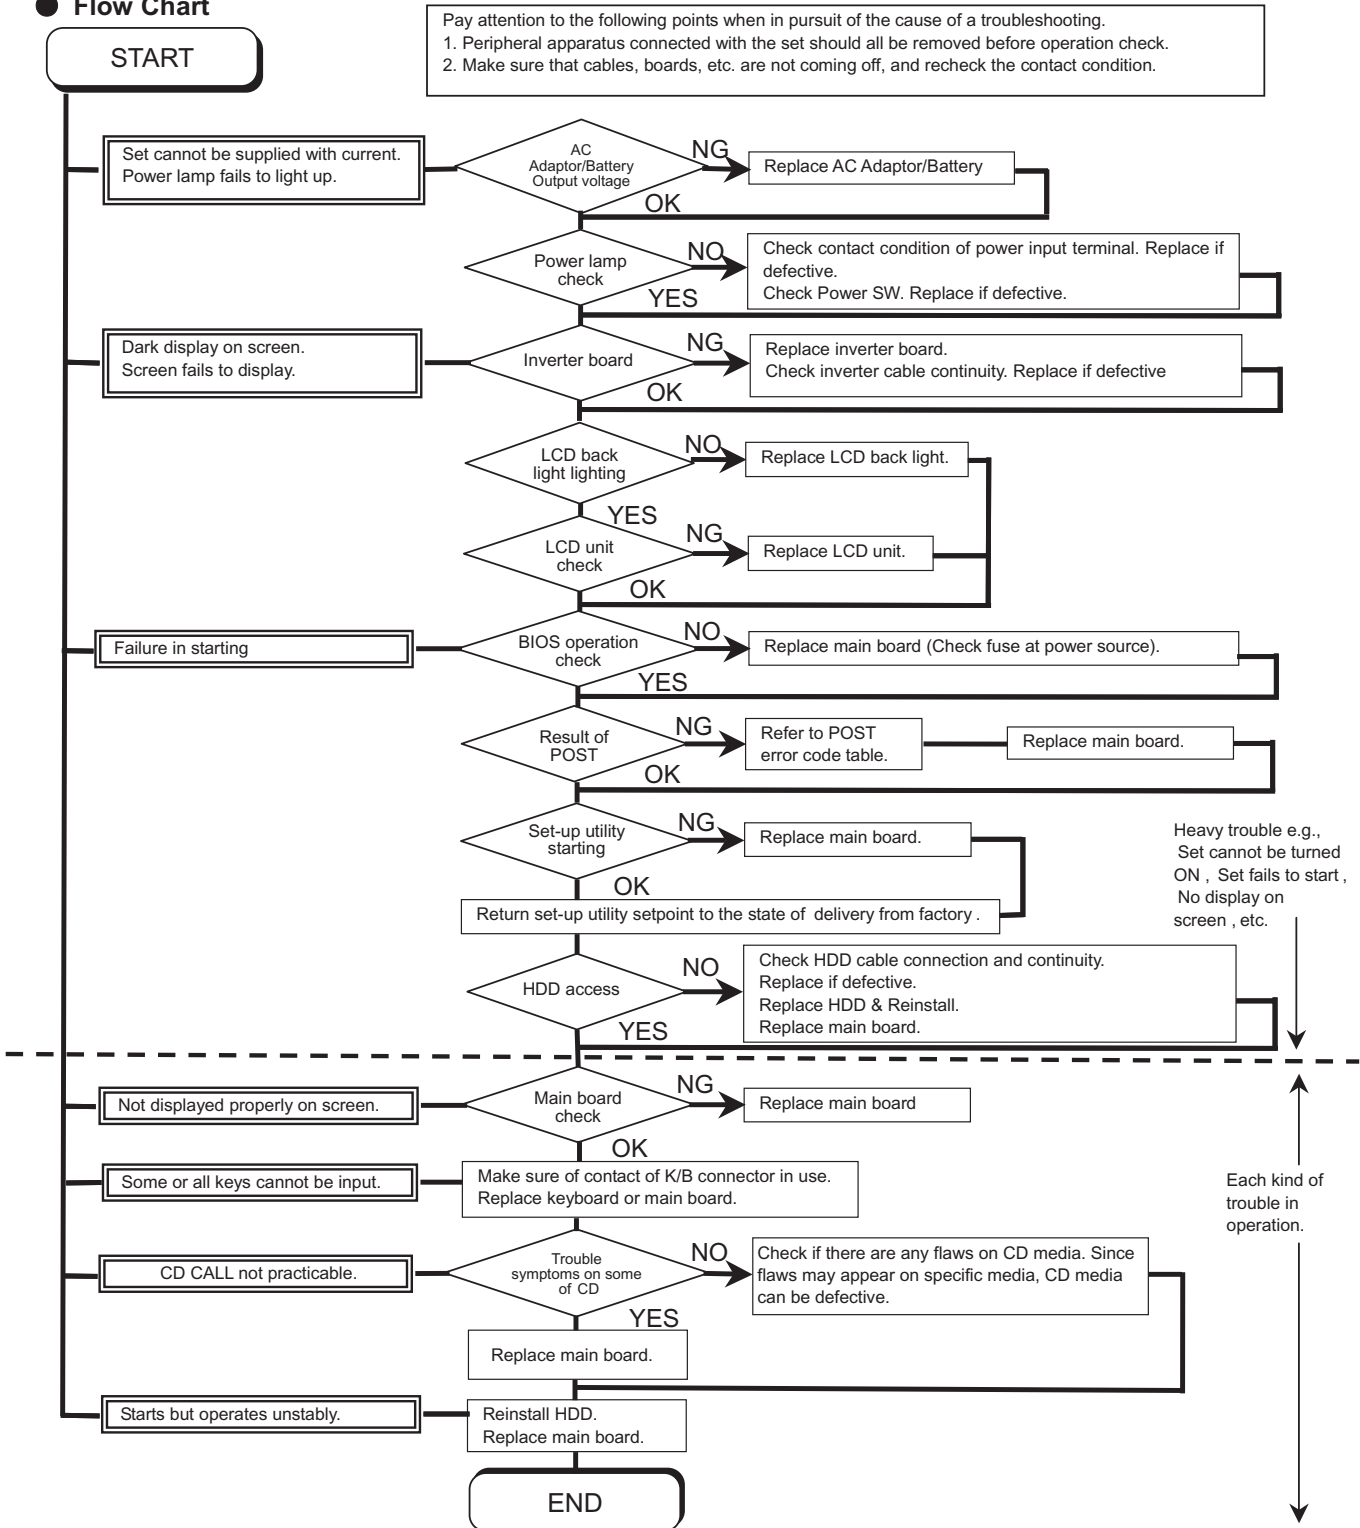 ● Flow Chart
START
Pay attention to the following points when in pursuit of the cause of a troubleshooting.
1. Peripheral apparatus connected with the set should all be removed before operation check.
2. Make sure that cables, boards, etc. are not coming off, and recheck the contact condition.
Set cannot be supplied with current.
Power lamp fails to light up.
AC
Adaptor/Battery
Output voltage
NG
Replace AC Adaptor/Battery
OK
Power lamp
check
NO
Check contact condition of power input terminal. Replace if
defective.
Check Power SW. Replace if defective.
YES
Dark display on screen.
Screen fails to display.
Inverter board
NG
Replace inverter board.
Check inverter cable continuity. Replace if defective
OK
LCD back
light lighting
NO
Replace LCD back light.
YES
LCD unit
check
NG
Replace LCD unit.
OK
Failure in starting
BIOS operation
check
NO
Replace main board (Check fuse at power source).
YES
Result of
POST
NG
Refer to POST
error code table.
Replace main board.
OK
Set-up utility
starting
NG
Replace main board.
OK
Return set-up utility setpoint to the state of delivery from factory .
Heavy trouble e.g.,
Set cannot be turned
ON , Set fails to start ,
No display on
screen , etc.
HDD access
NO
Check HDD cable connection and continuity.
Replace if defective.
Replace HDD & Reinstall.
Replace main board.
YES
Not displayed properly on screen.
Main board
check
NG
Replace main board
OK
Some or all keys cannot be input.
Make sure of contact of K/B connector in use.
Replace keyboard or main board.
Each kind of
trouble in
operation.
CD CALL not practicable.
Trouble
symptoms on some
of CD
NO
Check if there are any flaws on CD media. Since
flaws may appear on specific media, CD media
can be defective.
YES
Replace main board.
Starts but operates unstably.
Reinstall HDD.
Replace main board.
END